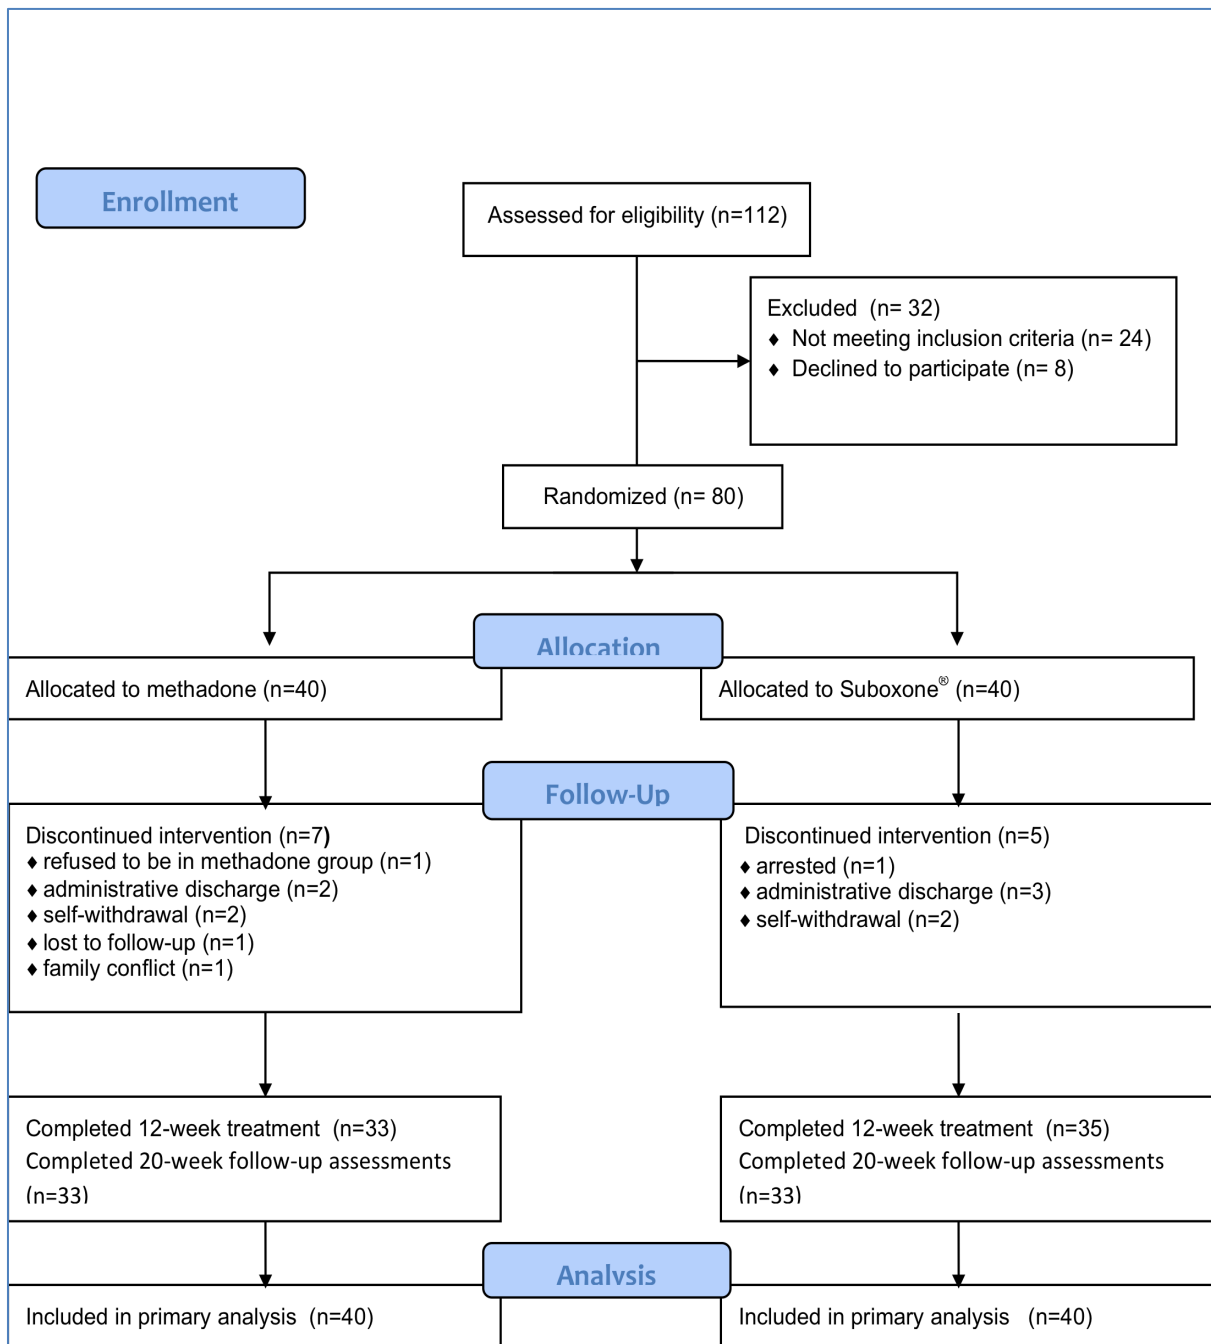 Enrollment
Assessed for eligibility (n=112)
Excluded (n= 32)
♦ Not meeting inclusion criteria (n= 24)
♦ Declined to participate (n= 8)
Randomized (n= 80)
Allocation
Allocated to methadone (n=40)
Allocated to Suboxone® (n=40)
Follow-Up
Discontinued intervention (n=7)
♦ refused to be in methadone group (n=1)
♦ administrative discharge (n=2)
♦ self-withdrawal (n=2)
♦ lost to follow-up (n=1)
♦ family conflict (n=1)
Discontinued intervention (n=5)
♦ arrested (n=1)
♦ administrative discharge (n=3)
♦ self-withdrawal (n=2)
Completed 12-week treatment (n=33)
Completed 20-week follow-up assessments
(n=33)
Completed 12-week treatment (n=35)
Completed 20-week follow-up assessments
(n=33)
Analysis
Included in primary analysis (n=40)
Included in primary analysis (n=40)